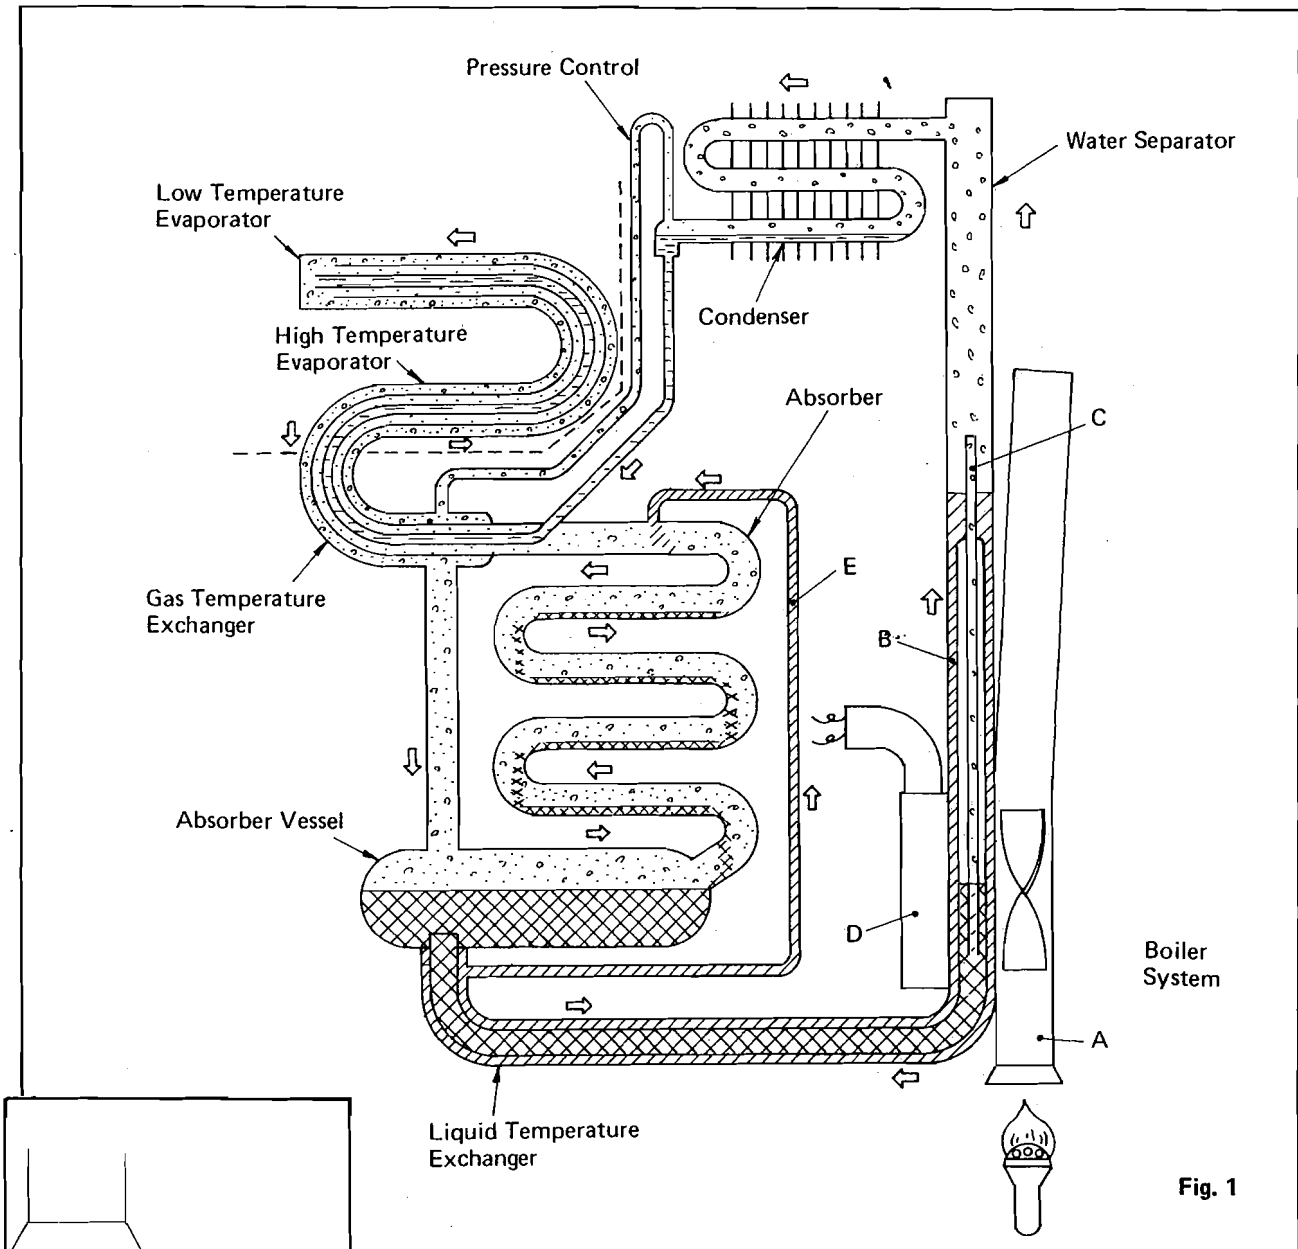 Pressure Control
Water Separator
Low Temperature
Evaporator
Condenser
High Temperature
Evaporator
Absorber
C
E
Gas Temperature
Exchanger
B
Absorber Vessel
D
Boiler
System
A
Liquid Temperature
Exchanger
Fig. 1